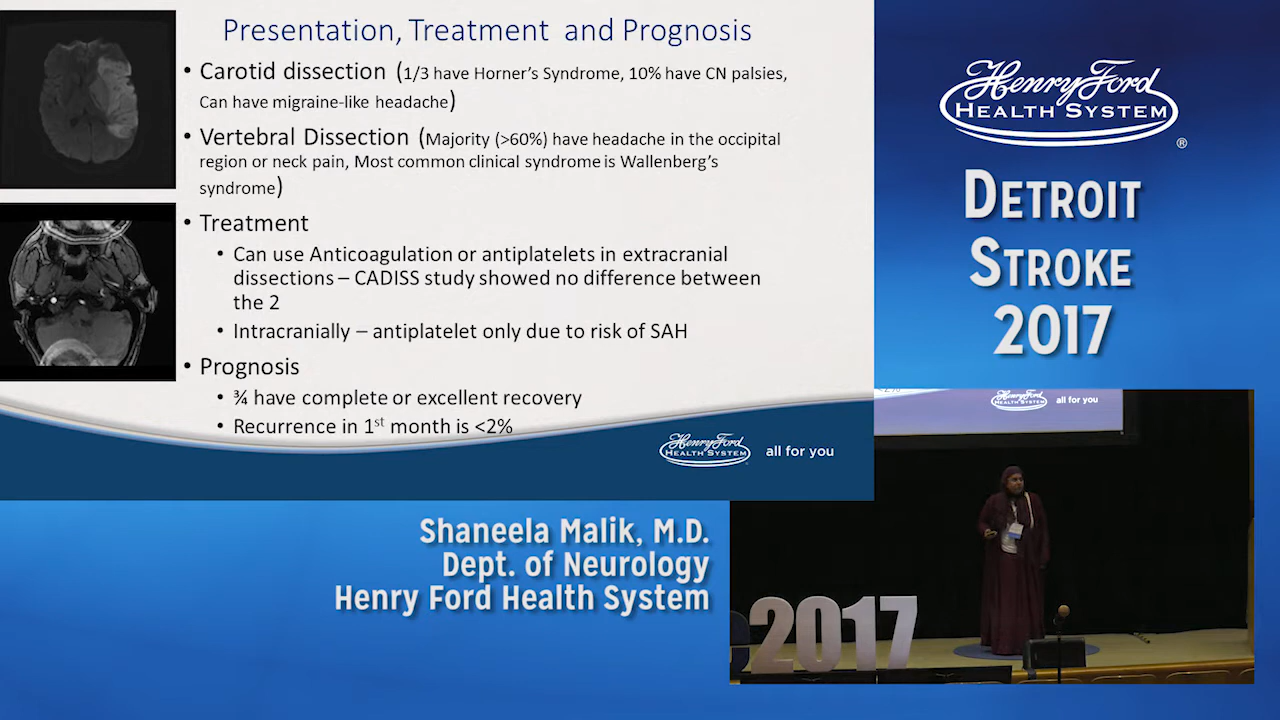 Presentation, Treatment and Prognosis
• Carotid dissection (1/3 have Horner's Syndrome, 10% have CN palsies,
Can have migraine-like headache)
• Vertebral Dissection (Majority (>60%) have headache in the occipital
region or neck pain, Most common clinical syndrome is Wallenberg's
syndrome)
• Treatment
• Can use Anticoagulation or antiplatelets in extracranial
dissections – CADISS study showed no difference between
the 2
• Intracranially – antiplatelet only due to risk of SAH
• Prognosis
• ¾ have complete or excellent recovery
• Recurrence in 1st month is <2%
Henry Ford
HEALTH SYSTEM
all for you
Henry Ford
HEALTH SYSTEM®
DETROIT
STROKE
2017
Shaneela Malik, M.D.
Dept. of Neurology
Henry Ford Health System
<2%
Henry Ford
HEALTH SYSTEM
all for you
2017